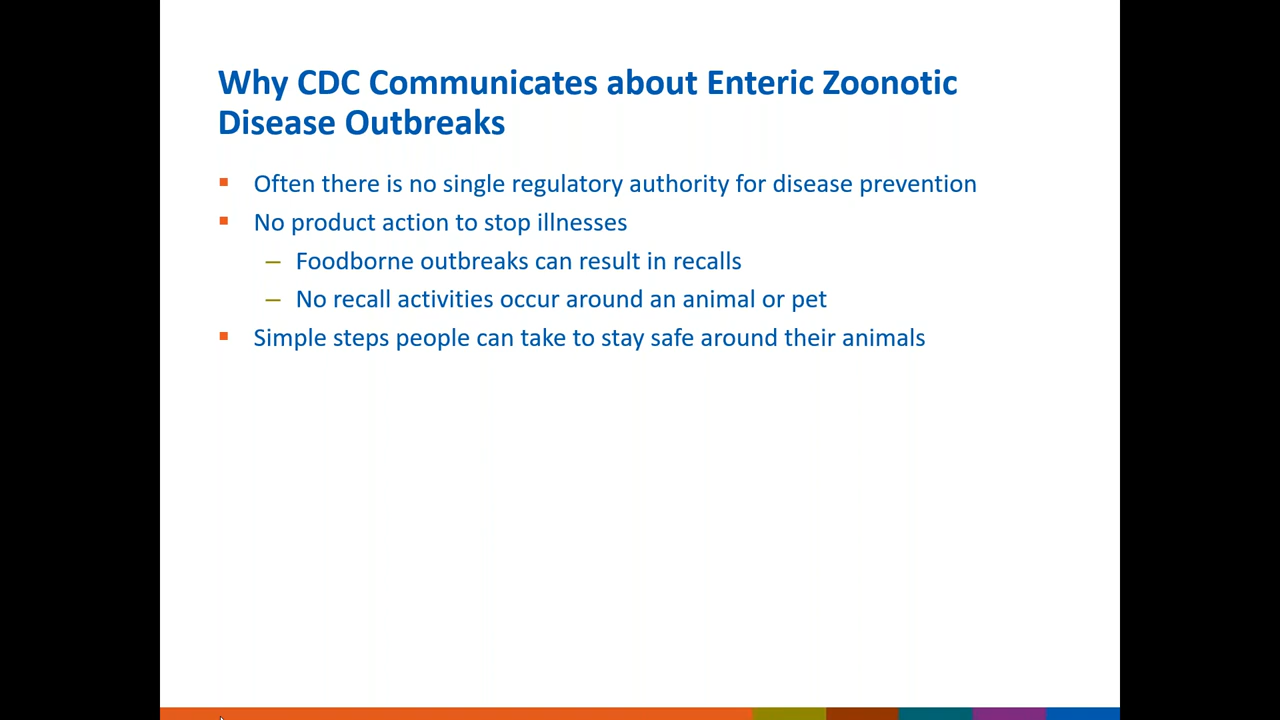 Why CDC Communicates about Enteric Zoonotic
Disease Outbreaks
▪ Often there is no single regulatory authority for disease prevention
▪ No product action to stop illnesses
– Foodborne outbreaks can result in recalls
– No recall activities occur around an animal or pet
▪ Simple steps people can take to stay safe around their animals